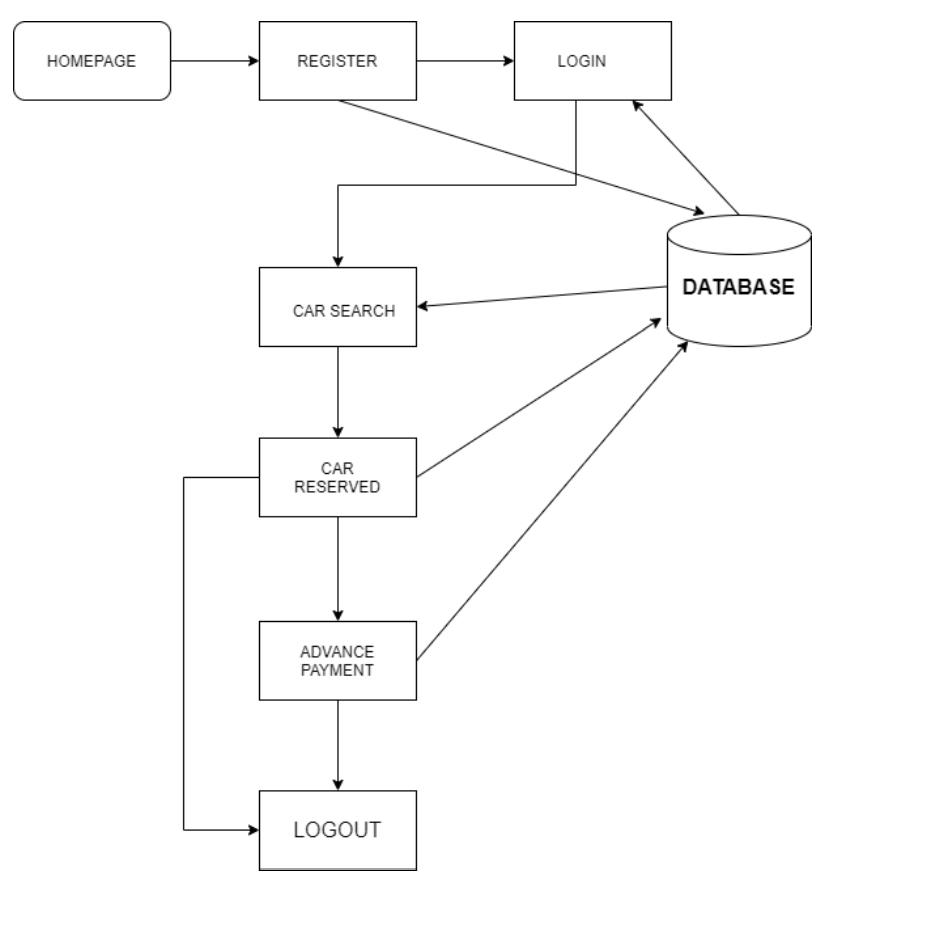 HOMEPAGE
REGISTER
LOGIN
DATABASE
CAR SEARCH
CAR
RESERVED
ADVANCE
PAYMENT
LOGOUT